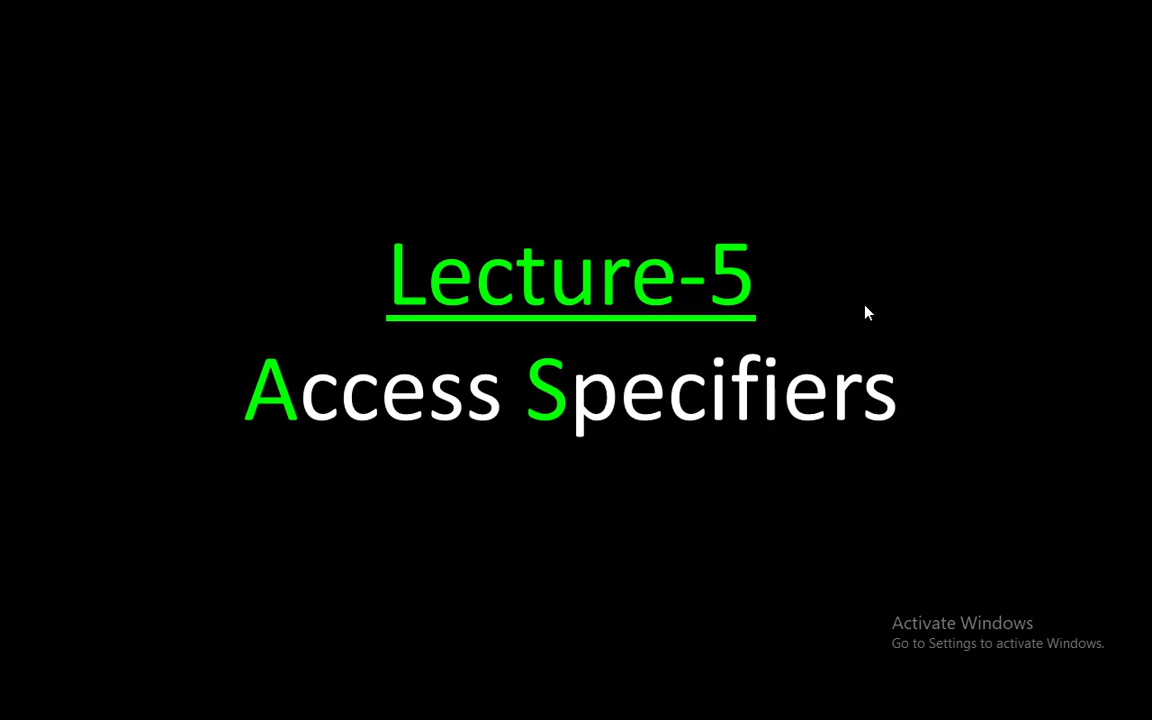 Lecture-5
Access Specifiers
Activate Windows
Go to Settings to activate Windows.